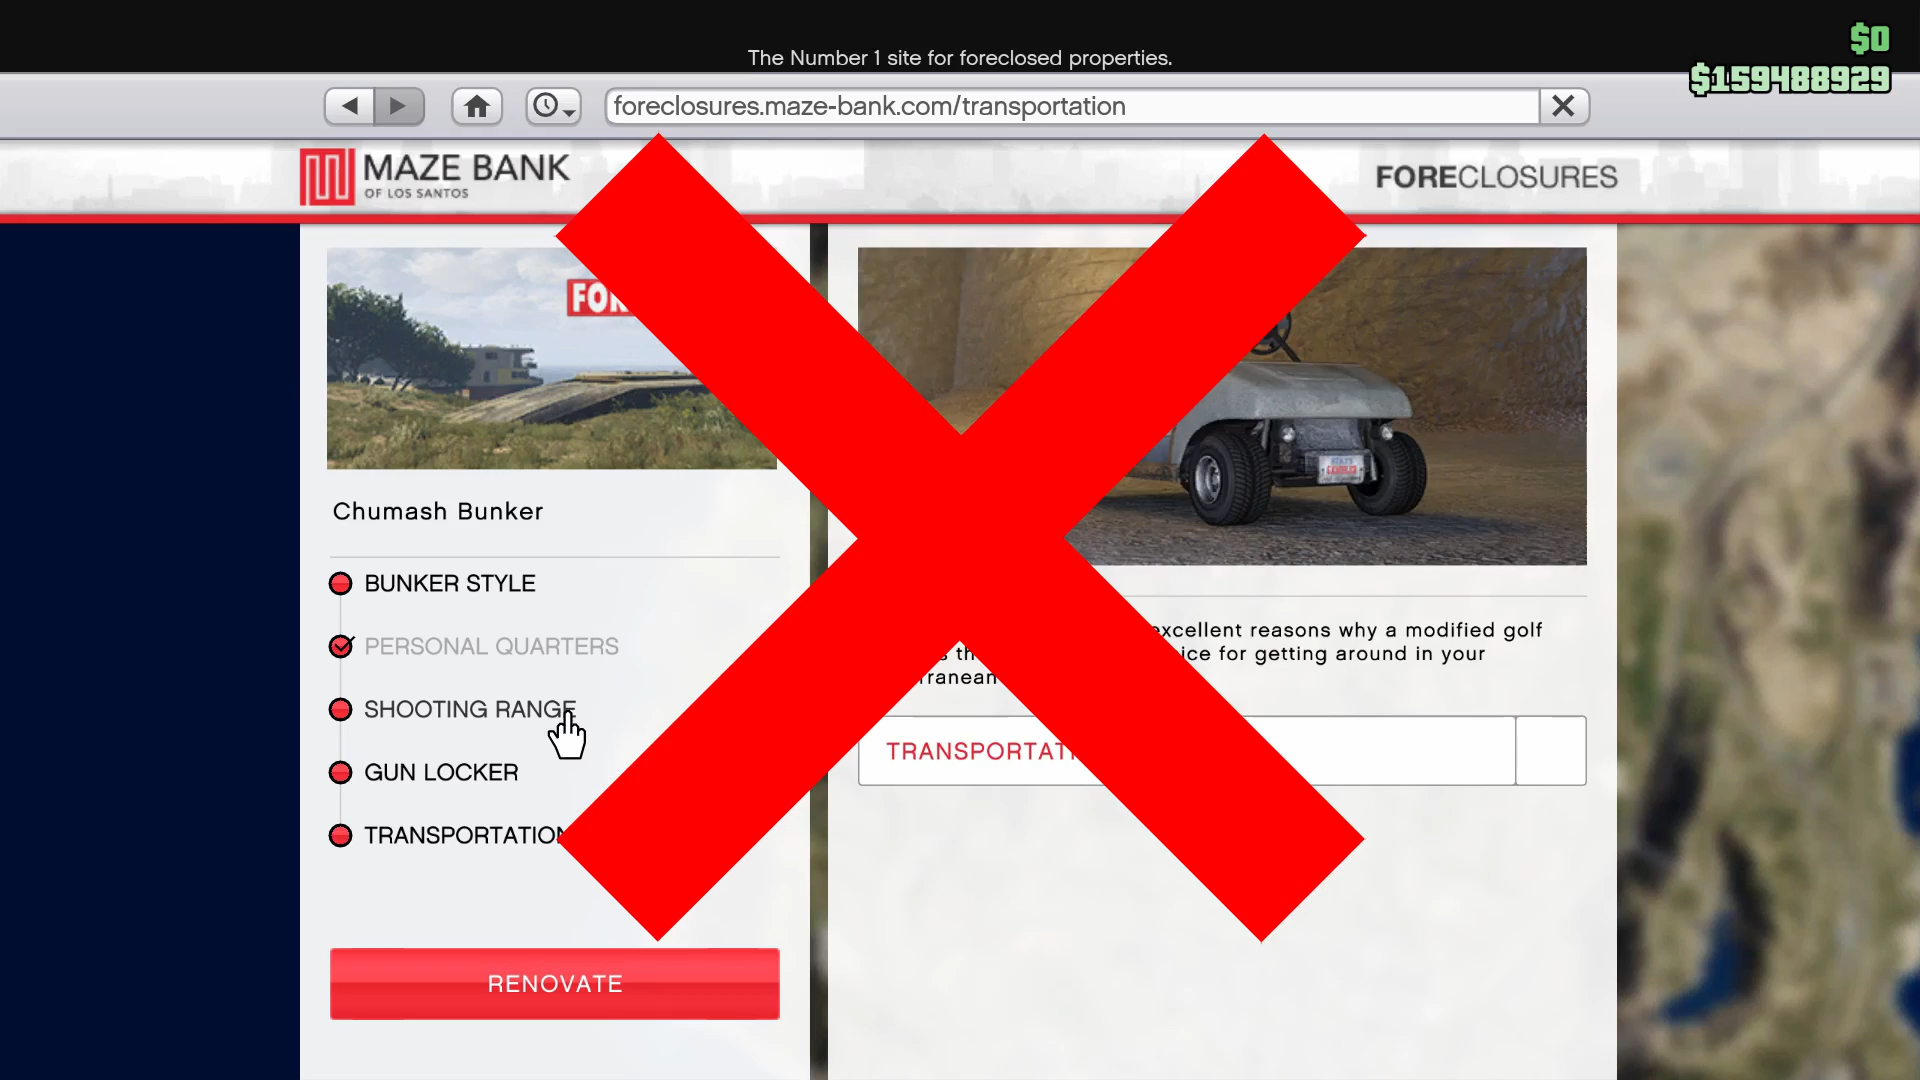 The Number 1 site for foreclosed properties.
$0
$159488929
foreclosures.maze-bank.com/transportation
MAZE BANK
OF LOS SANTOS
FORECLOSURES
Chumash Bunker
BUNKER STYLE
PERSONAL QUARTERS
SHOOTING RANGE
GUN LOCKER
TRANSPORTATION
RENOVATE
excellent reasons why a modified golf
for getting around in your